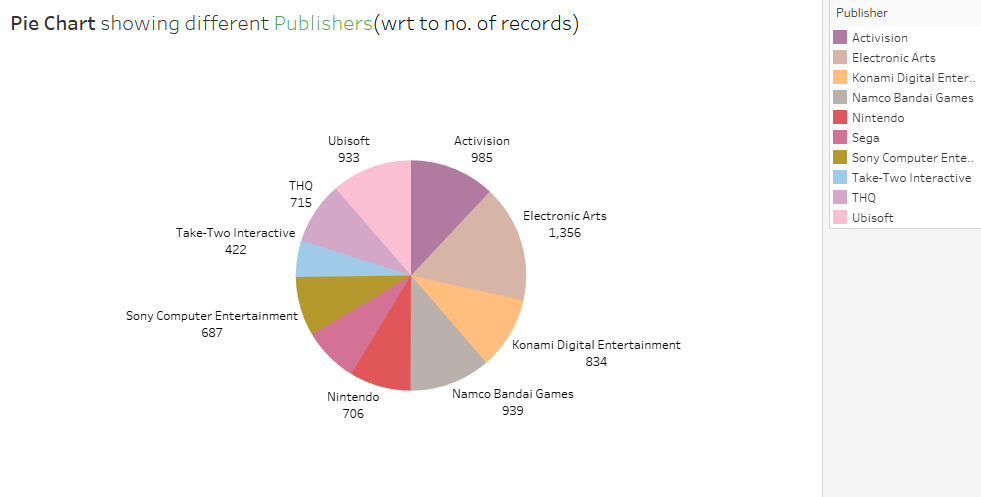 Pie Chart showing different Publishers(wrt to no. of records)
Ubisoft
933
Activision
985
THQ
715
Electronic Arts
1,356
Take-Two Interactive
422
Sony Computer Entertainment
687
Konami Digital Entertainment
834
Nintendo
706
Namco Bandai Games
939
Publisher
Activision
Electronic Arts
Konami Digital Enter..
Namco Bandai Games
Nintendo
Sega
Sony Computer Ente..
Take-Two Interactive
THQ
Ubisoft